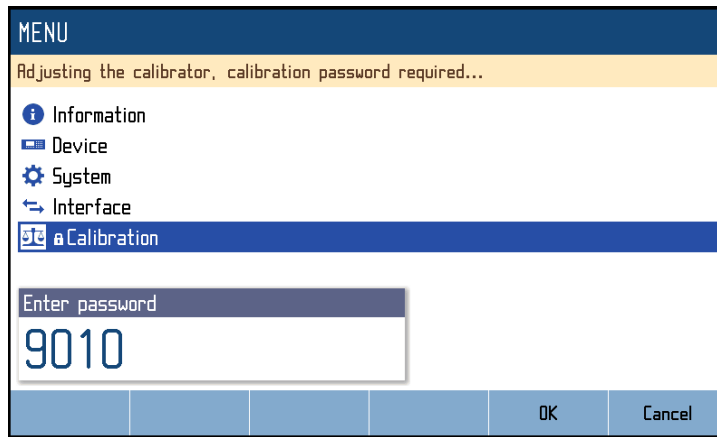 MENU
Adjusting the calibrator, calibration password required...
Information
Device
System
Interface
Calibration
Enter password
9010
OK Cancel